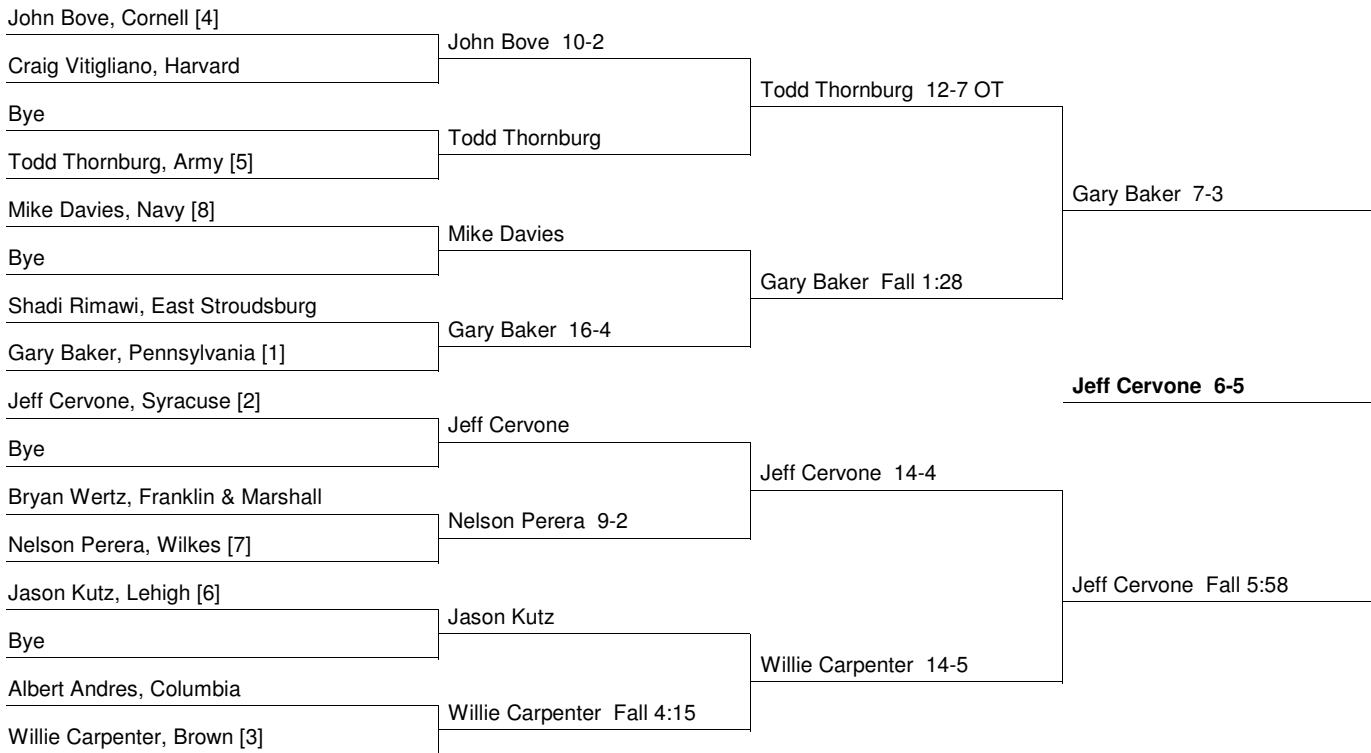 John Bove, Cornell [4]
Craig Vitigliano, Harvard
Bye
Todd Thornburg, Army [5]
Mike Davies, Navy [8]
Bye
Shadi Rimawi, East Stroudsburg
Gary Baker, Pennsylvania [1]
Jeff Cervone, Syracuse [2]
Bye
Bryan Wertz, Franklin & Marshall
Nelson Perera, Wilkes [7]
Jason Kutz, Lehigh [6]
Bye
Albert Andres, Columbia
Willie Carpenter, Brown [3]
John Bove 10-2
Todd Thornburg
Mike Davies
Gary Baker 16-4
Jeff Cervone
Nelson Perera 9-2
Jason Kutz
Willie Carpenter Fall 4:15
Todd Thornburg 12-7 OT
Gary Baker Fall 1:28
Jeff Cervone 14-4
Willie Carpenter 14-5
Gary Baker 7-3
Jeff Cervone 6-5
Jeff Cervone Fall 5:58